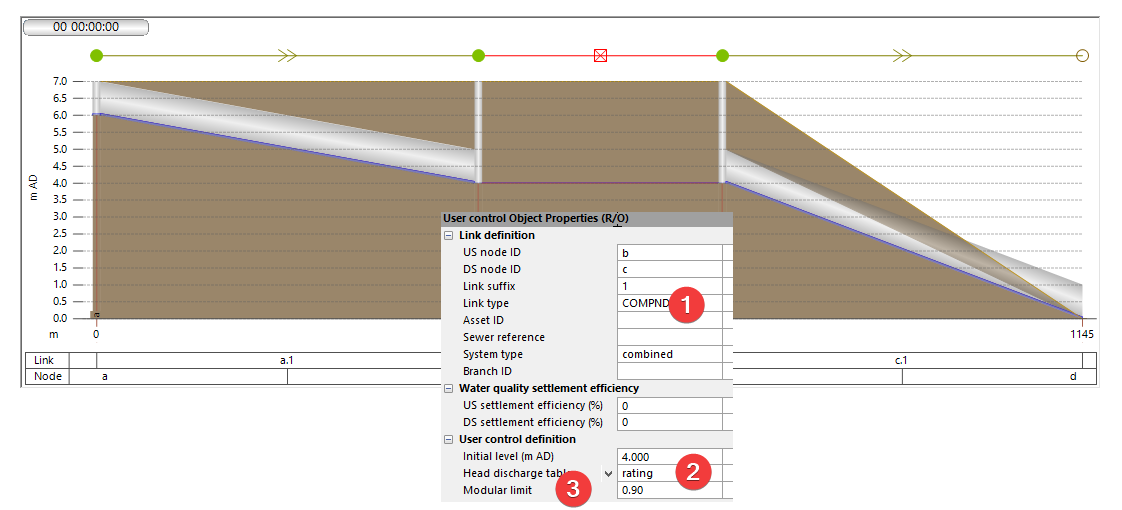 00 00:00:00
7.0
6.5
6.0
5.5
5.0
4.5
4.0
3.5
3.0
2.5
2.0
1.5
1.0
0.5
0.0
m AD
a
m 0 1145
Link a.1 c.1
Node a d
User control Object Properties (R/O)
Link definition
US node ID b
DS node ID c
Link suffix 1
Link type COMPND 1
Asset ID
Sewer reference
System type combined
Branch ID
Water quality settlement efficiency
US settlement efficiency (%) 0
DS settlement efficiency (%) 0
User control definition
Initial level (m AD) 4.000
Head discharge rating 2
Modular limit 3 0.90